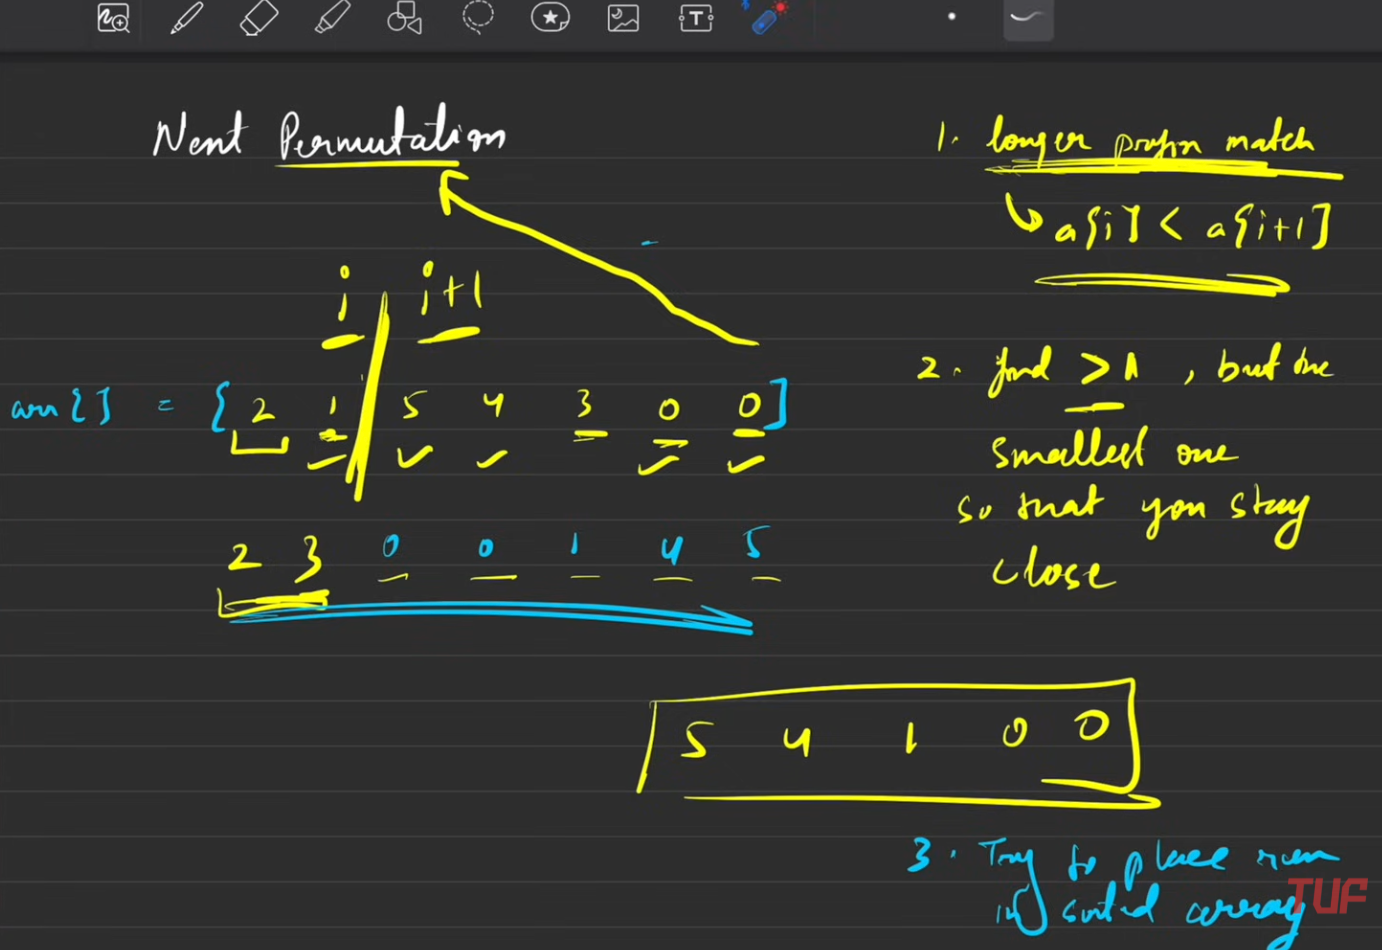 Next Permutation
1. longer prefix match
a[i] < a[i+1]
i i+1
arr[] = [2 1 5 4 3 0 0]
2. find > 1, but the
smallest one
so that you stay
close
2 3 0 0 1 4 5
5 4 1 0 0
3. Try to place rem
in sorted array
TUF
T